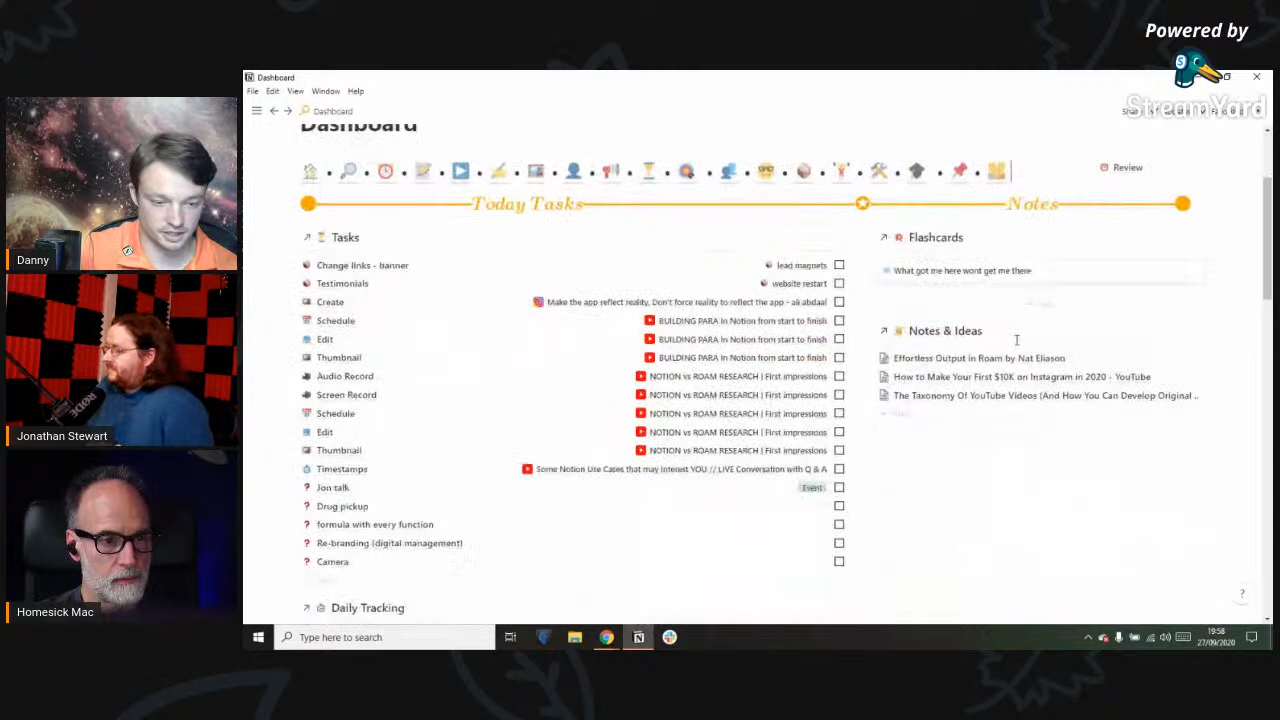 Powered by
StreamYard
Dashboard
File Edit View Window Help
Dashboard
Dashboard
Review
Today Tasks
Notes
Tasks
Change links - banner lead magnets
Testimonials website restart
Create Make the app reflect reality, Don't force reality to reflect the app - ali abdaal
Schedule BUILDING PARA in Notion from start to finish
Edit BUILDING PARA in Notion from start to finish
Thumbnail BUILDING PARA in Notion from start to finish
Audio Record NOTION vs ROAM RESEARCH | First impressions
Screen Record NOTION vs ROAM RESEARCH | First impressions
Schedule NOTION vs ROAM RESEARCH | First impressions
Edit NOTION vs ROAM RESEARCH | First impressions
Thumbnail NOTION vs ROAM RESEARCH | First impressions
Timestamps Some Notion Use Cases that may interest YOU // LIVE Conversation with Q & A
Jon talk Event
Drug pickup
formula with every function
Re-branding (digital management)
Camera
Daily Tracking
Flashcards
What got me here wont get me there
Notes & Ideas
Effortless Output in Roam by Nat Eliason
How to Make Your First $10K on Instagram in 2020 - YouTube
The Taxonomy Of YouTube Videos (And How You Can Develop Original ..
?
Type here to search
19:58
27/09/2020
Danny
Jonathan Stewart
RODE
Homesick Mac